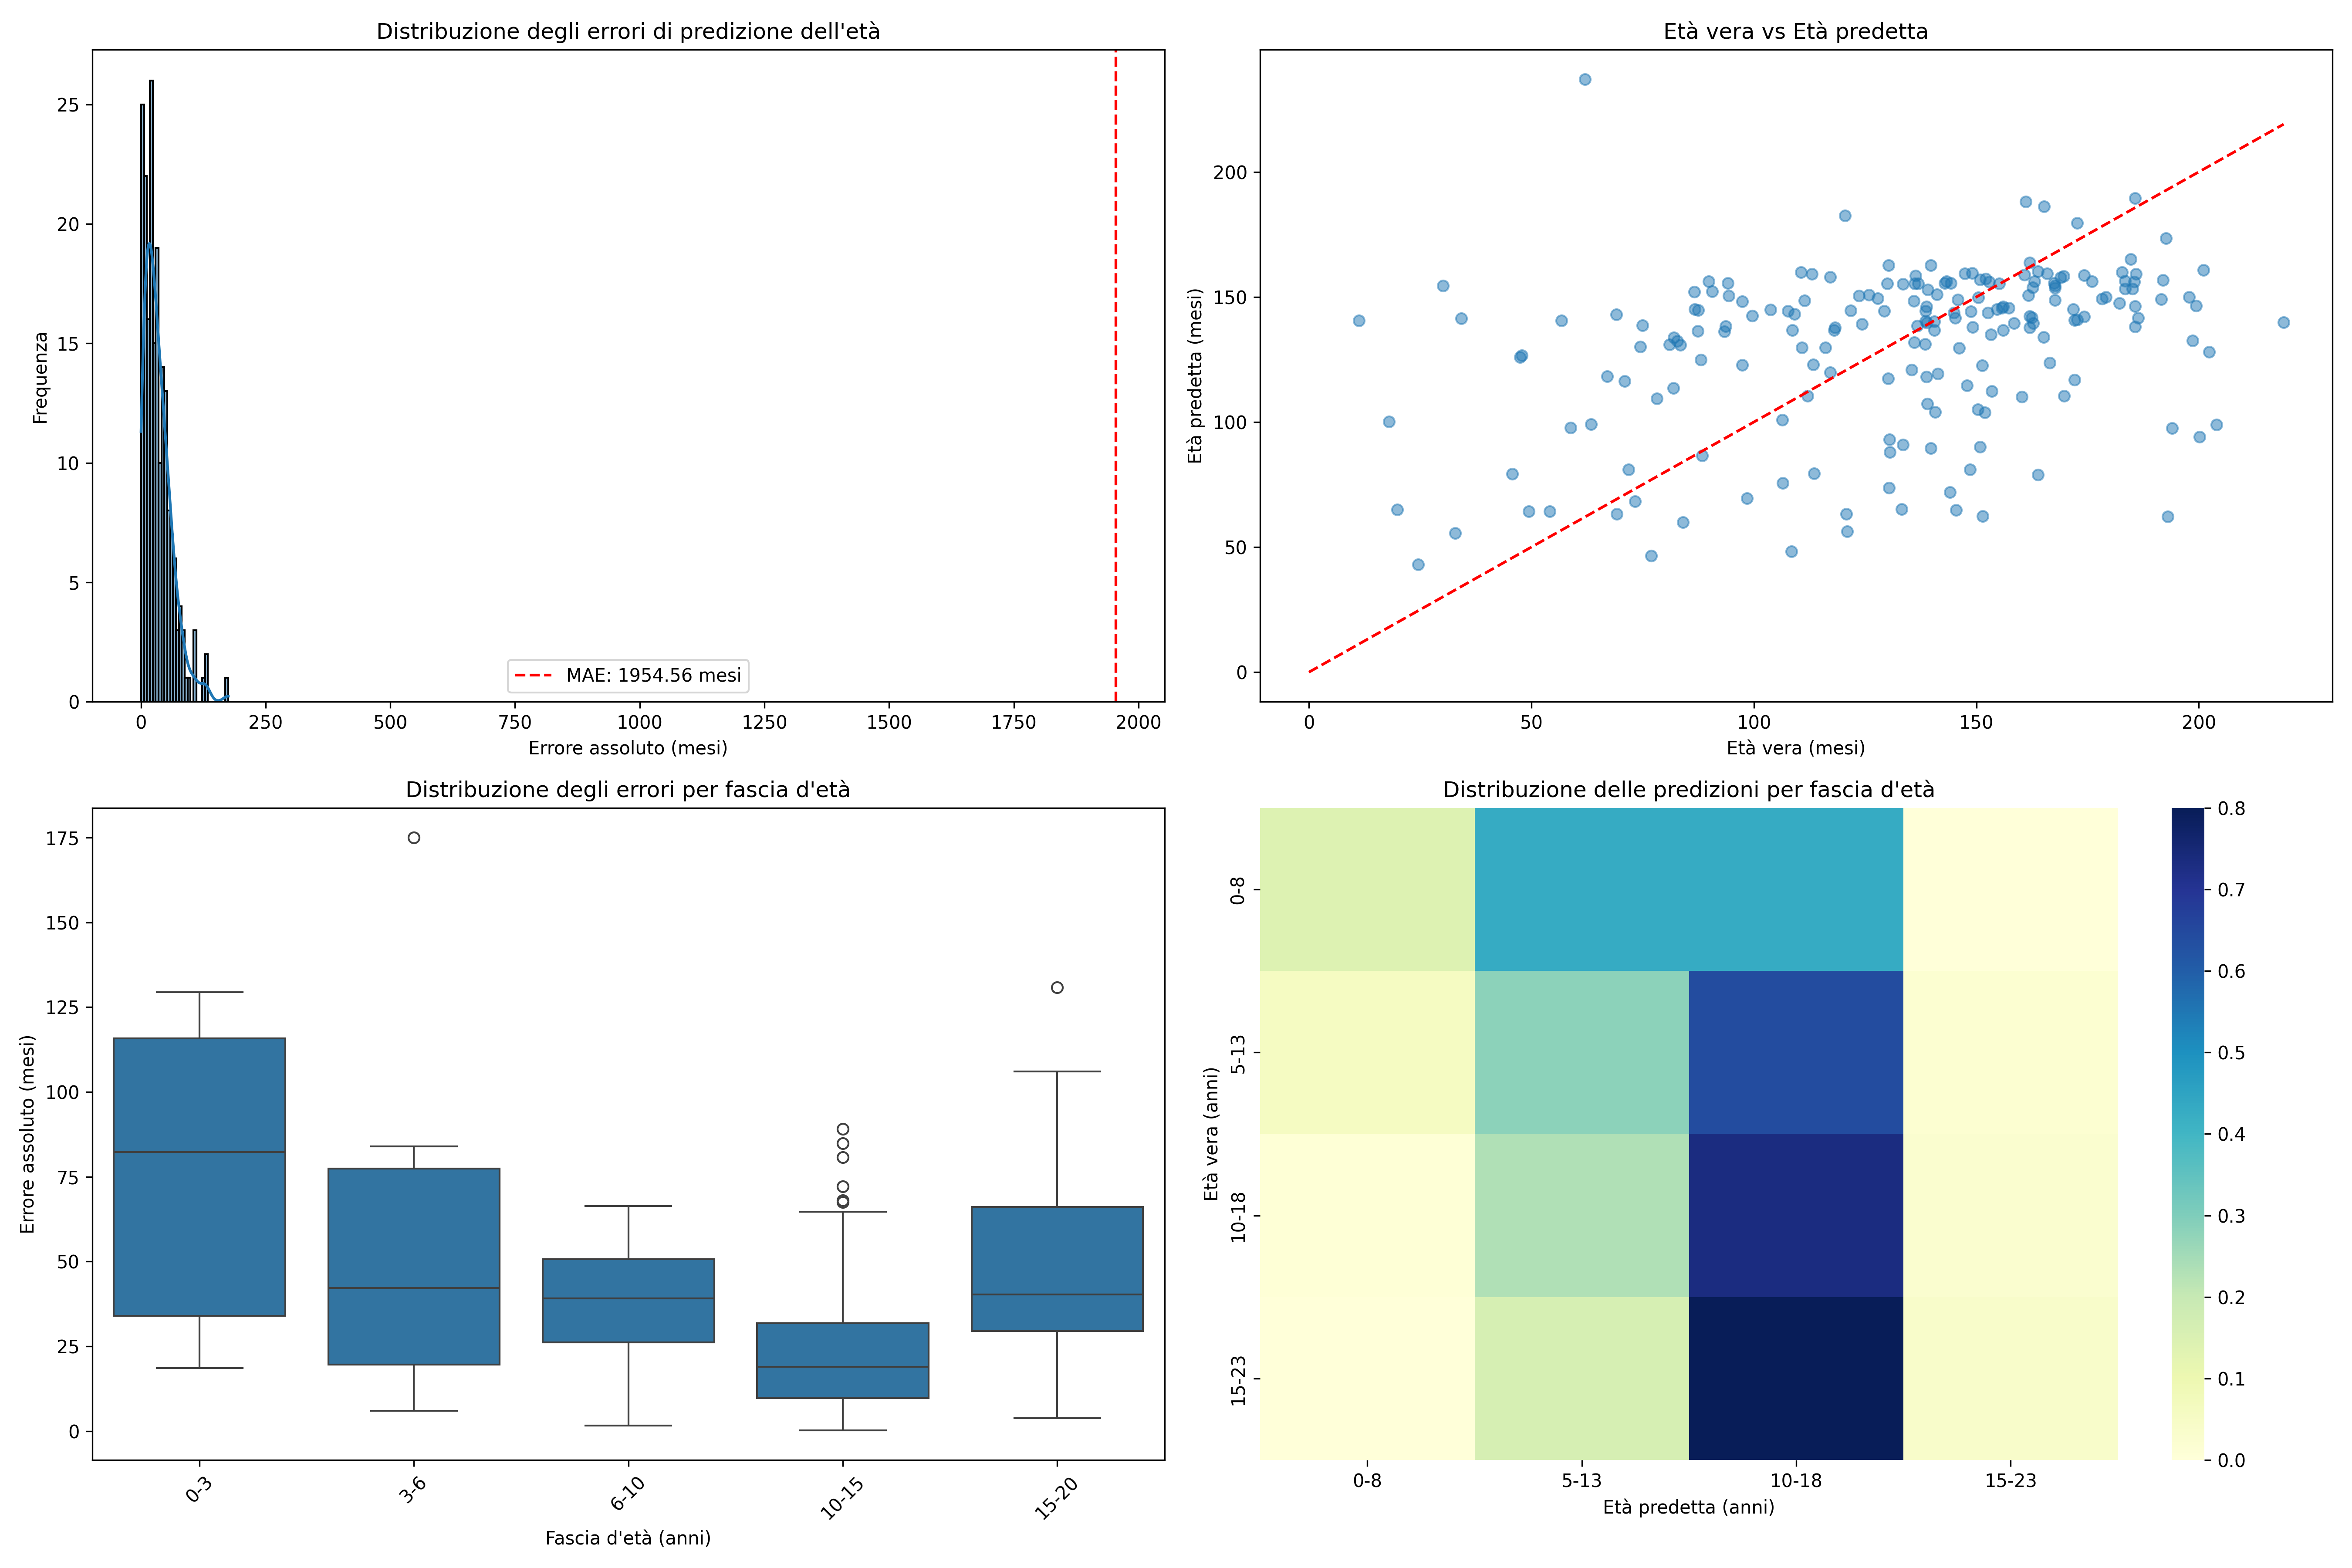 Distribuzione degli errori di predizione dell'età
Frequenza
25
20
15
10
5
0
MAE: 1954.56 mesi
0 250 500 750 1000 1250 1500 1750 2000
Errore assoluto (mesi)
Età vera vs Età predetta
Età predetta (mesi)
200
150
100
50
0
0 50 100 150 200
Età vera (mesi)
Distribuzione degli errori per fascia d'età
Errore assoluto (mesi)
175
150
125
100
75
50
25
0
0-3 3-6 6-10 10-15 15-20
Fascia d'età (anni)
Distribuzione delle predizioni per fascia d'età
Età vera (anni)
0-8
5-13
10-18
15-23
0-8 5-13 10-18 15-23
Età predetta (anni)
0.8
0.7
0.6
0.5
0.4
0.3
0.2
0.1
0.0